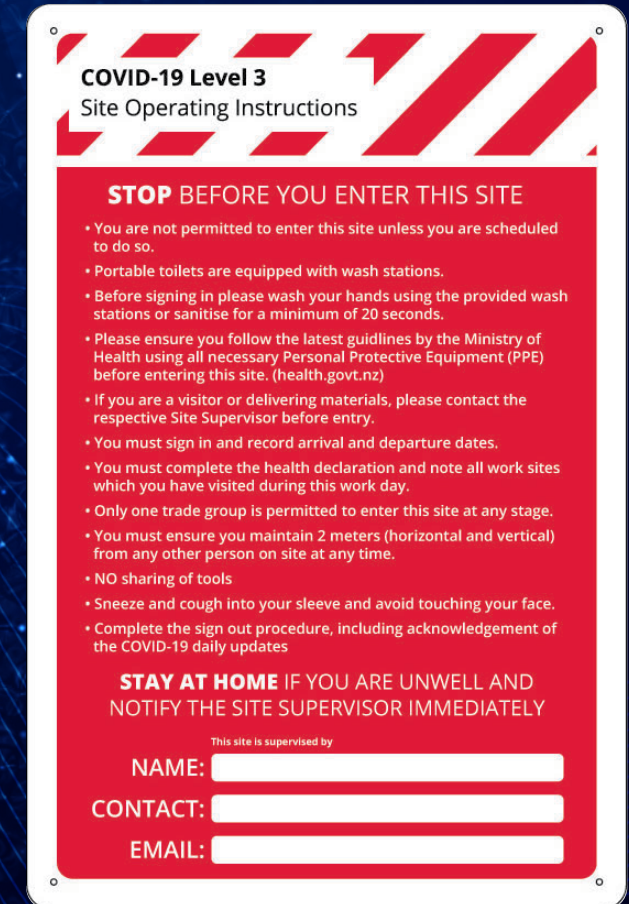 COVID-19 Level 3
Site Operating Instructions
STOP BEFORE YOU ENTER THIS SITE
• You are not permitted to enter this site unless you are scheduled
to do so.
• Portable toilets are equipped with wash stations.
• Before signing in please wash your hands using the provided wash
stations or sanitise for a minimum of 20 seconds.
• Please ensure you follow the latest guidlines by the Ministry of
Health using all necessary Personal Protective Equipment (PPE)
before entering this site. (health.govt.nz)
• If you are a visitor or delivering materials, please contact the
respective Site Supervisor before entry.
• You must sign in and record arrival and departure dates.
• You must complete the health declaration and note all work sites
which you have visited during this work day.
• Only one trade group is permitted to enter this site at any stage.
• You must ensure you maintain 2 meters (horizontal and vertical)
from any other person on site at any time.
• NO sharing of tools
• Sneeze and cough into your sleeve and avoid touching your face.
• Complete the sign out procedure, including acknowledgement of
the COVID-19 daily updates
STAY AT HOME IF YOU ARE UNWELL AND
NOTIFY THE SITE SUPERVISOR IMMEDIATELY
This site is supervised by
NAME:
CONTACT:
EMAIL: